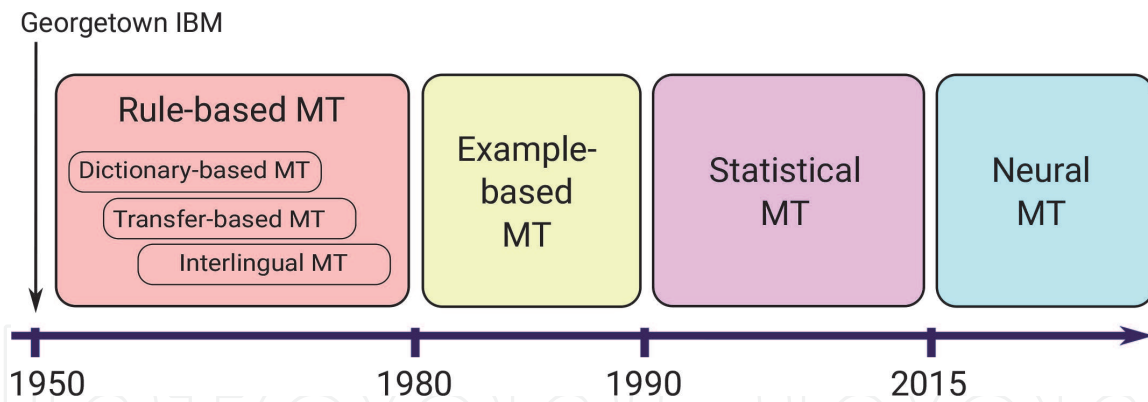 Georgetown IBM
Rule-based MT
Dictionary-based MT
Transfer-based MT
Interlingual MT
Example-
based
MT
Statistical
MT
Neural
MT
1950
1980
1990
2015